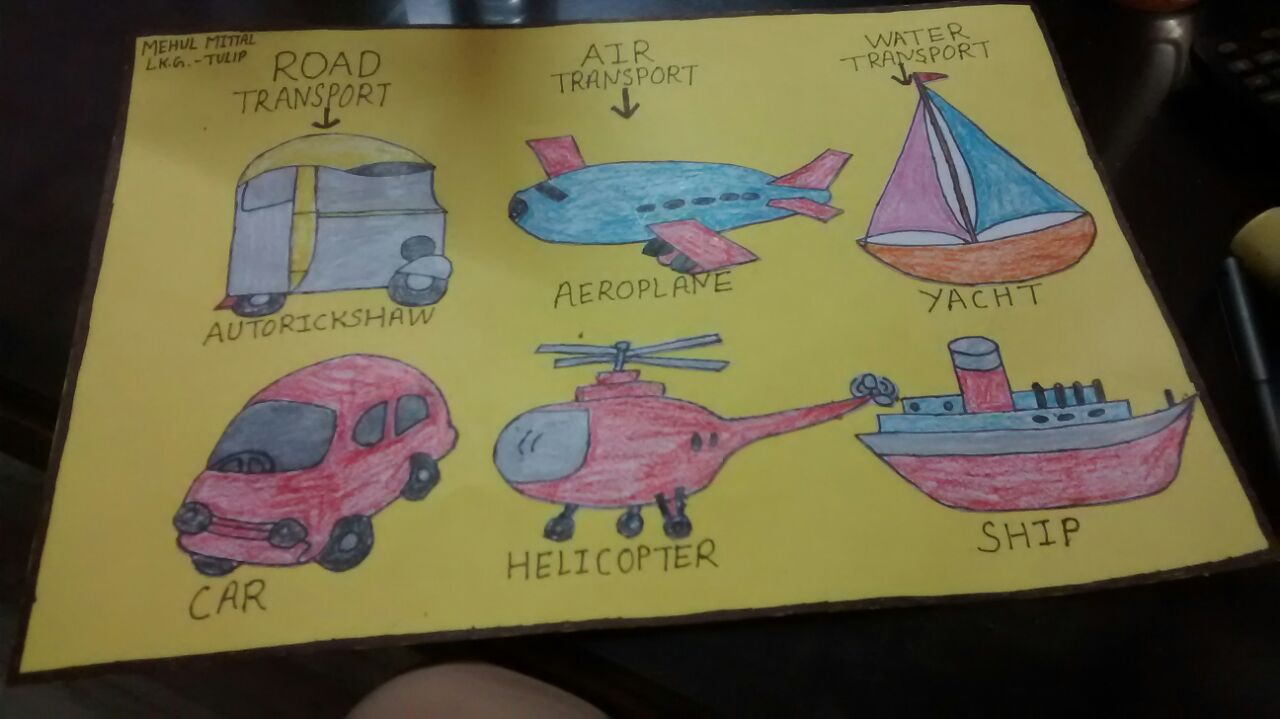 MEHUL MITTAL
L.K.G.-TULIP
ROAD
TRANSPORT
AIR
TRANSPORT
WATER
TRANSPORT
AUTORICKSHAW
AEROPLANE
YACHT
CAR
HELICOPTER
SHIP